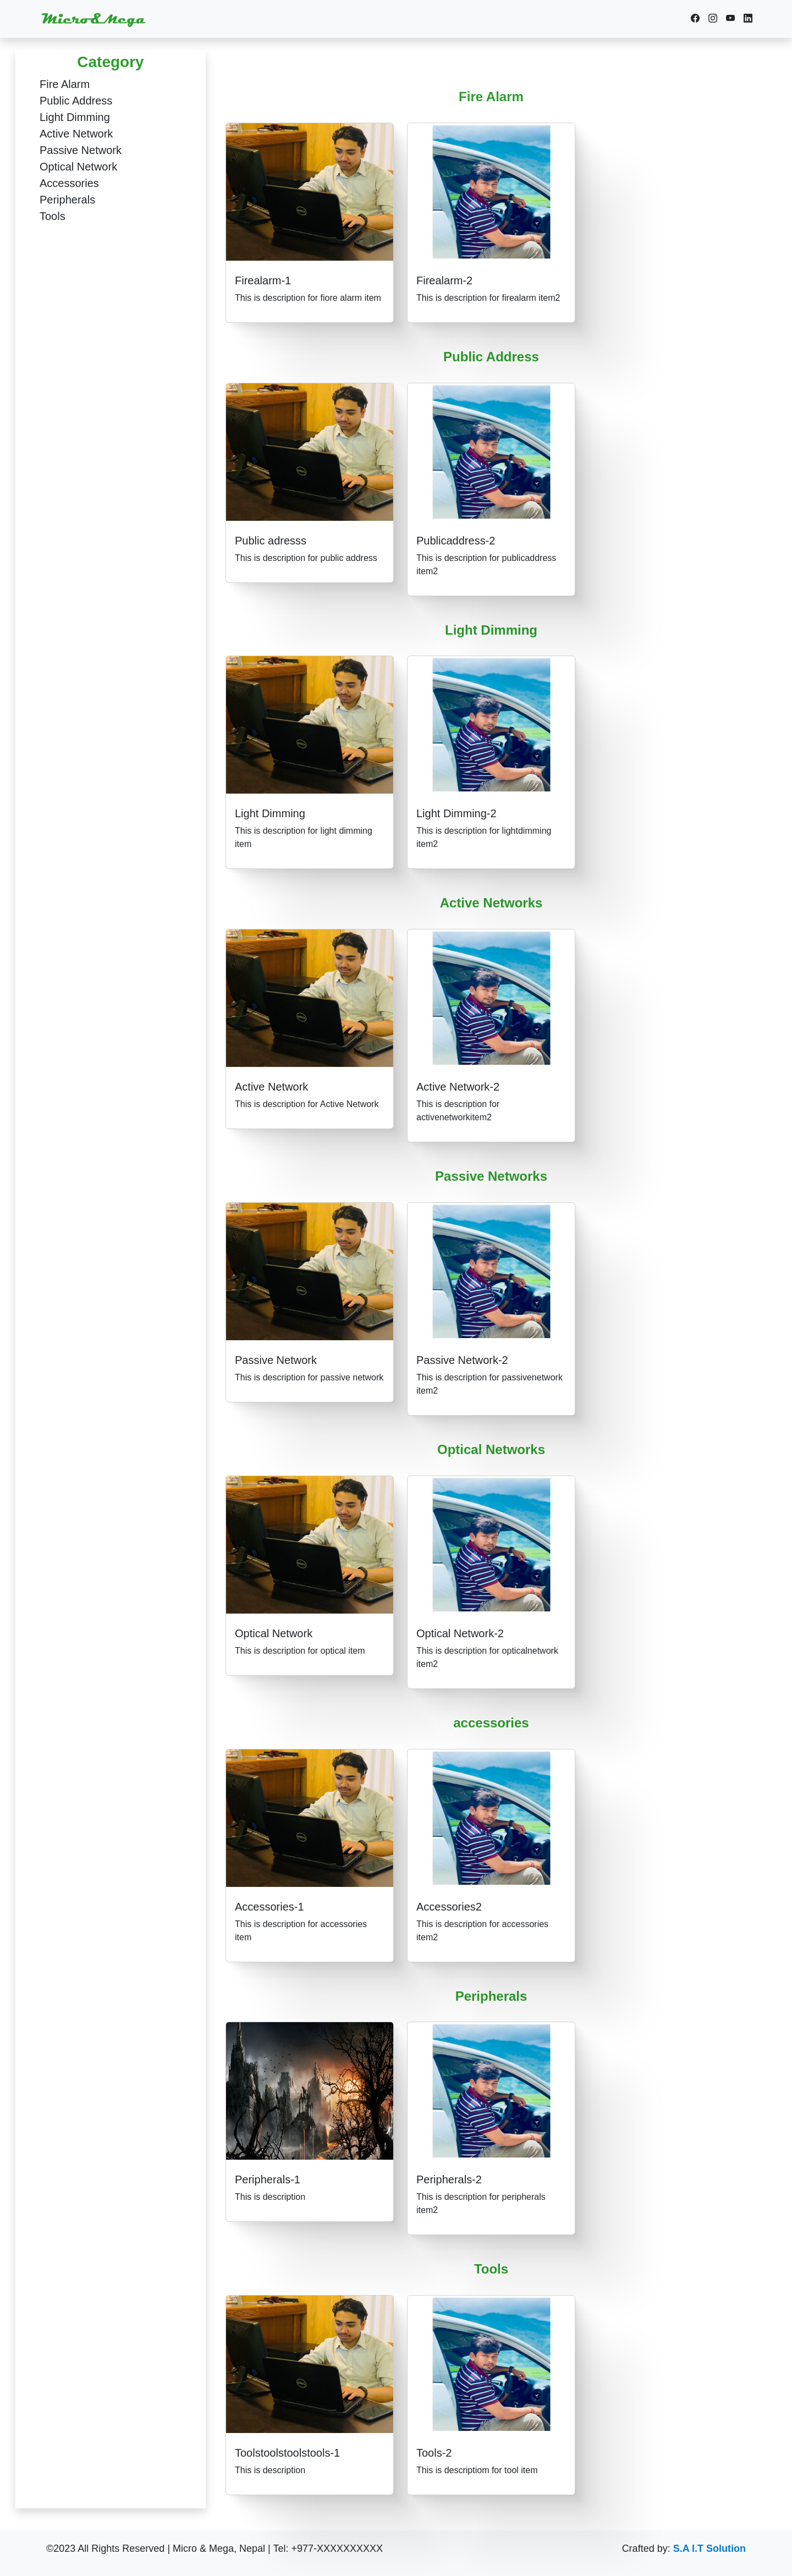 Micro&Mega
Category
Fire Alarm
Public Address
Light Dimming
Active Network
Passive Network
Optical Network
Accessories
Peripherals
Tools
Fire Alarm
Firealarm-1
This is description for fiore alarm item
Firealarm-2
This is description for firealarm item2
Public Address
Public adresss
This is description for public address
Publicaddress-2
This is description for publicaddress
item2
Light Dimming
Light Dimming
This is description for light dimming
item
Light Dimming-2
This is description for lightdimming
item2
Active Networks
Active Network
This is description for Active Network
Active Network-2
This is description for
activenetworkitem2
Passive Networks
Passive Network
This is description for passive network
Passive Network-2
This is description for passivenetwork
item2
Optical Networks
Optical Network
This is description for optical item
Optical Network-2
This is description for opticalnetwork
item2
accessories
Accessories-1
This is description for accessories
item
Accessories2
This is description for accessories
item2
Peripherals
Peripherals-1
This is description
Peripherals-2
This is description for peripherals
item2
Tools
Toolstoolstoolstools-1
This is description
Tools-2
This is descriptiom for tool item
©2023 All Rights Reserved | Micro & Mega, Nepal | Tel: +977-XXXXXXXXXX
Crafted by: S.A I.T Solution